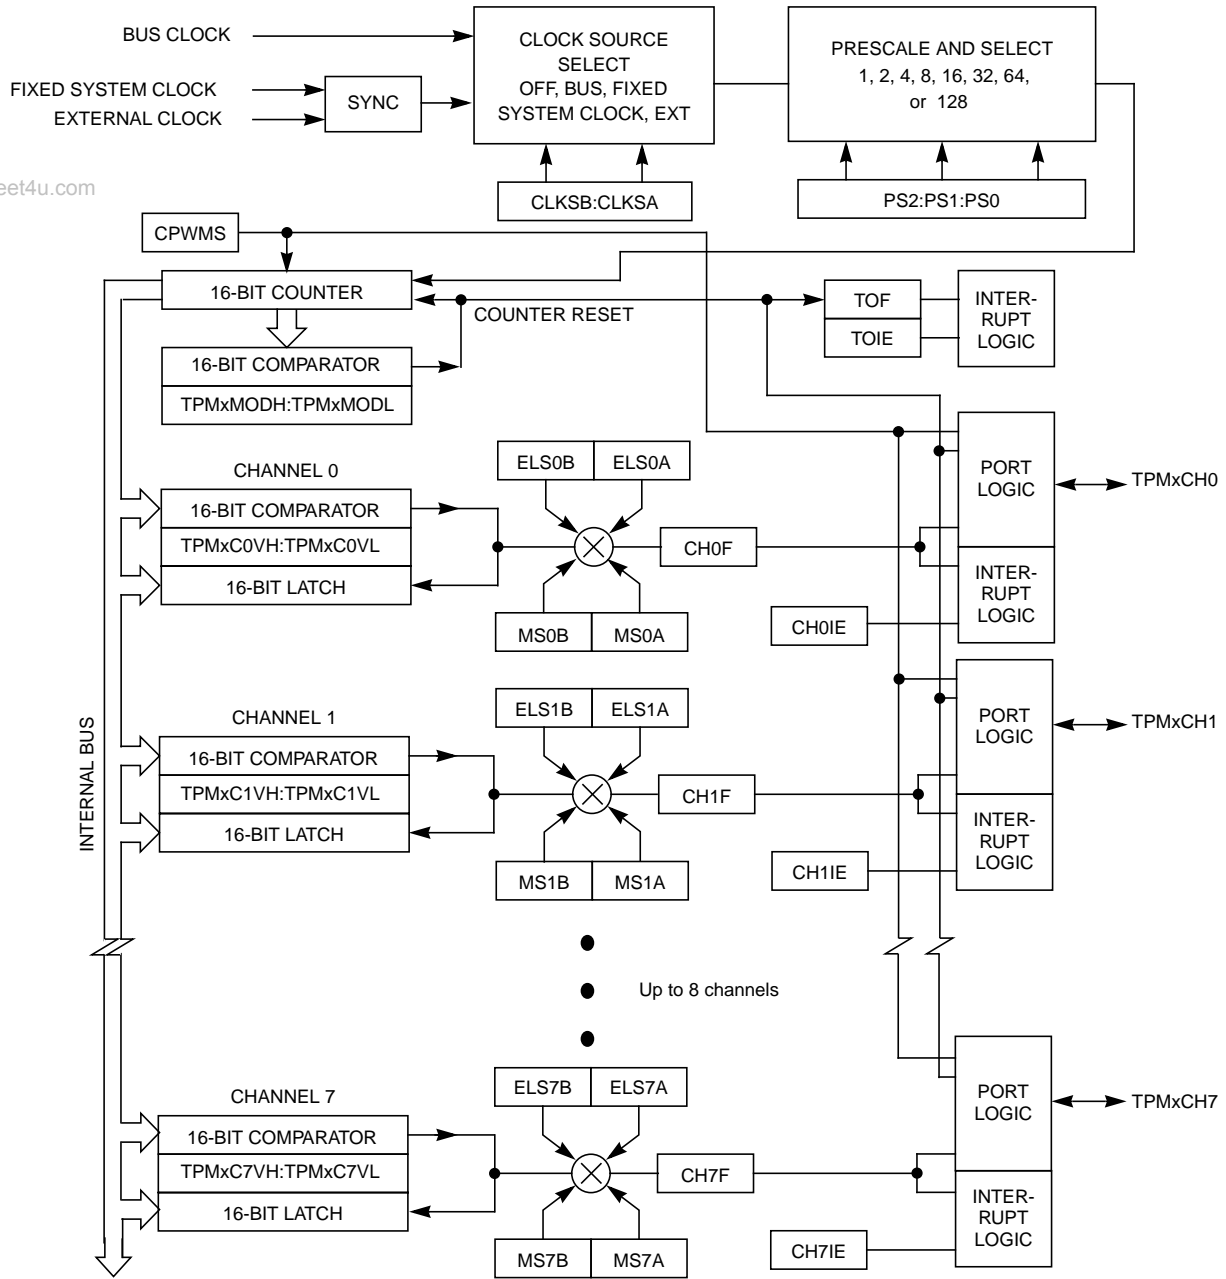 BUS CLOCK
FIXED SYSTEM CLOCK
EXTERNAL CLOCK
SYNC
CLOCK SOURCE
SELECT
OFF, BUS, FIXED
SYSTEM CLOCK, EXT
PRESCALE AND SELECT
1, 2, 4, 8, 16, 32, 64,
or 128
eet4u.com
CLKSB:CLKSA
PS2:PS1:PS0
CPWMS
16-BIT COUNTER
COUNTER RESET
TOF
TOIE
INTER-
RUPT
LOGIC
16-BIT COMPARATOR
TPMxMODH:TPMxMODL
CHANNEL 0
ELS0B
ELS0A
PORT
LOGIC
TPMxCH0
16-BIT COMPARATOR
TPMxC0VH:TPMxC0VL
16-BIT LATCH
CH0F
INTER-
RUPT
LOGIC
MS0B
MS0A
CH0IE
INTERNAL BUS
CHANNEL 1
ELS1B
ELS1A
PORT
LOGIC
TPMxCH1
16-BIT COMPARATOR
TPMxC1VH:TPMxC1VL
16-BIT LATCH
CH1F
INTER-
RUPT
LOGIC
MS1B
MS1A
CH1IE
Up to 8 channels
CHANNEL 7
ELS7B
ELS7A
PORT
LOGIC
TPMxCH7
16-BIT COMPARATOR
TPMxC7VH:TPMxC7VL
16-BIT LATCH
CH7F
INTER-
RUPT
LOGIC
MS7B
MS7A
CH7IE